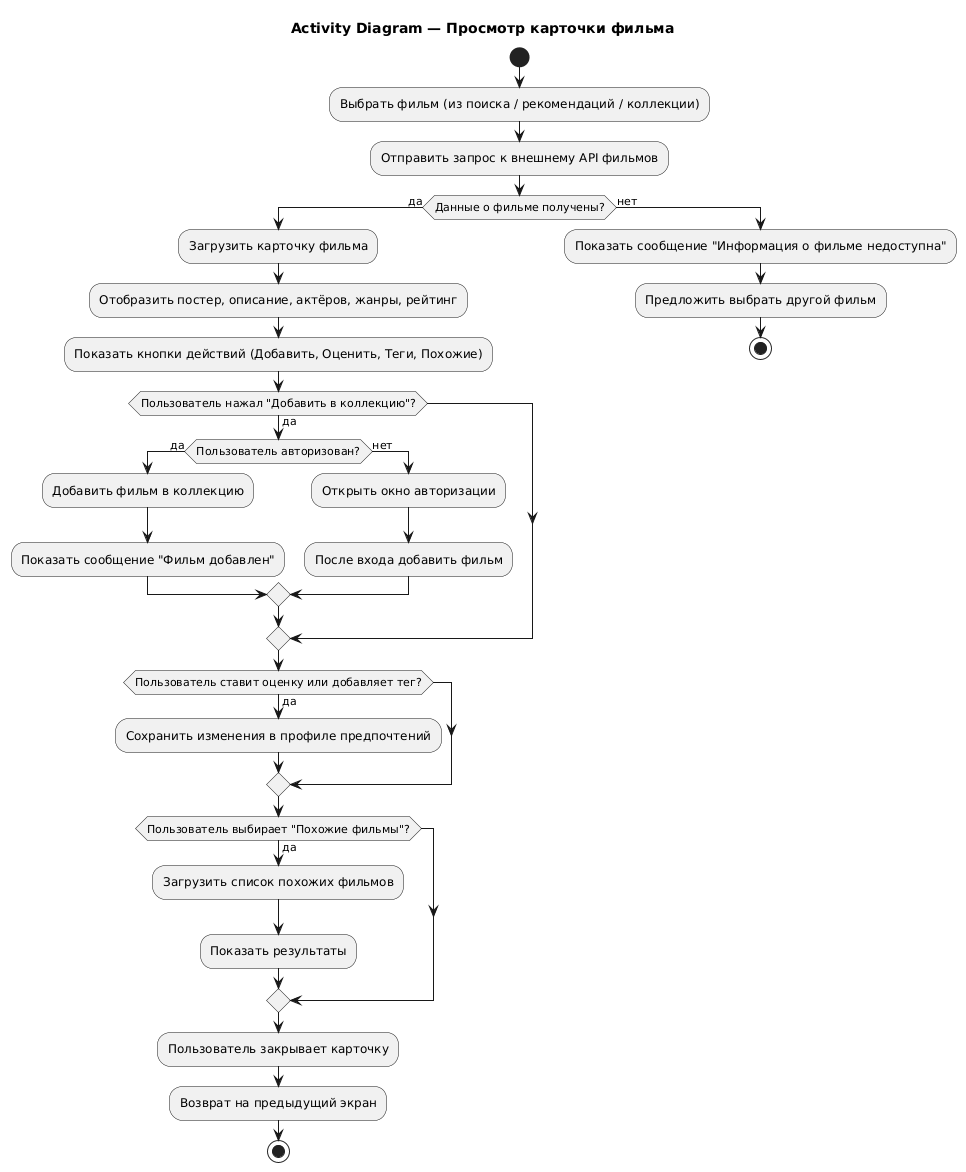 Activity Diagram — Просмотр карточки фильма
Выбрать фильм (из поиска / рекомендаций / коллекции)
Отправить запрос к внешнему API фильмов
да
Данные о фильме получены?
нет
Загрузить карточку фильма
Показать сообщение "Информация о фильме недоступна"
Отобразить постер, описание, актёров, жанры, рейтинг
Предложить выбрать другой фильм
Показать кнопки действий (Добавить, Оценить, Теги, Похожие)
Пользователь нажал "Добавить в коллекцию"?
да
да
Пользователь авторизован?
нет
Добавить фильм в коллекцию
Открыть окно авторизации
Показать сообщение "Фильм добавлен"
После входа добавить фильм
Пользователь ставит оценку или добавляет тег?
да
Сохранить изменения в профиле предпочтений
Пользователь выбирает "Похожие фильмы"?
да
Загрузить список похожих фильмов
Показать результаты
Пользователь закрывает карточку
Возврат на предыдущий экран